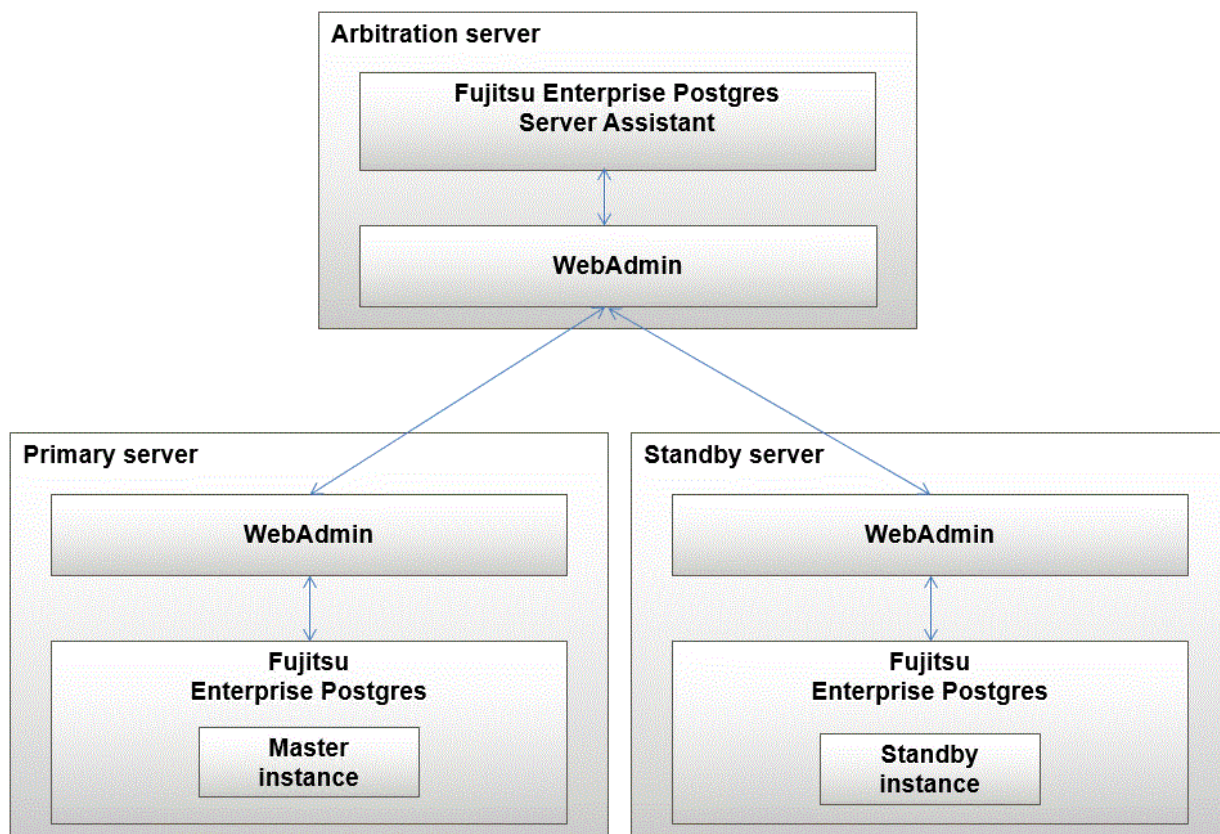 Arbitration server
Fujitsu Enterprise Postgres
Server Assistant
WebAdmin
Primary server
WebAdmin
Fujitsu
Enterprise Postgres
Master
instance
Standby server
WebAdmin
Fujitsu
Enterprise Postgres
Standby
instance